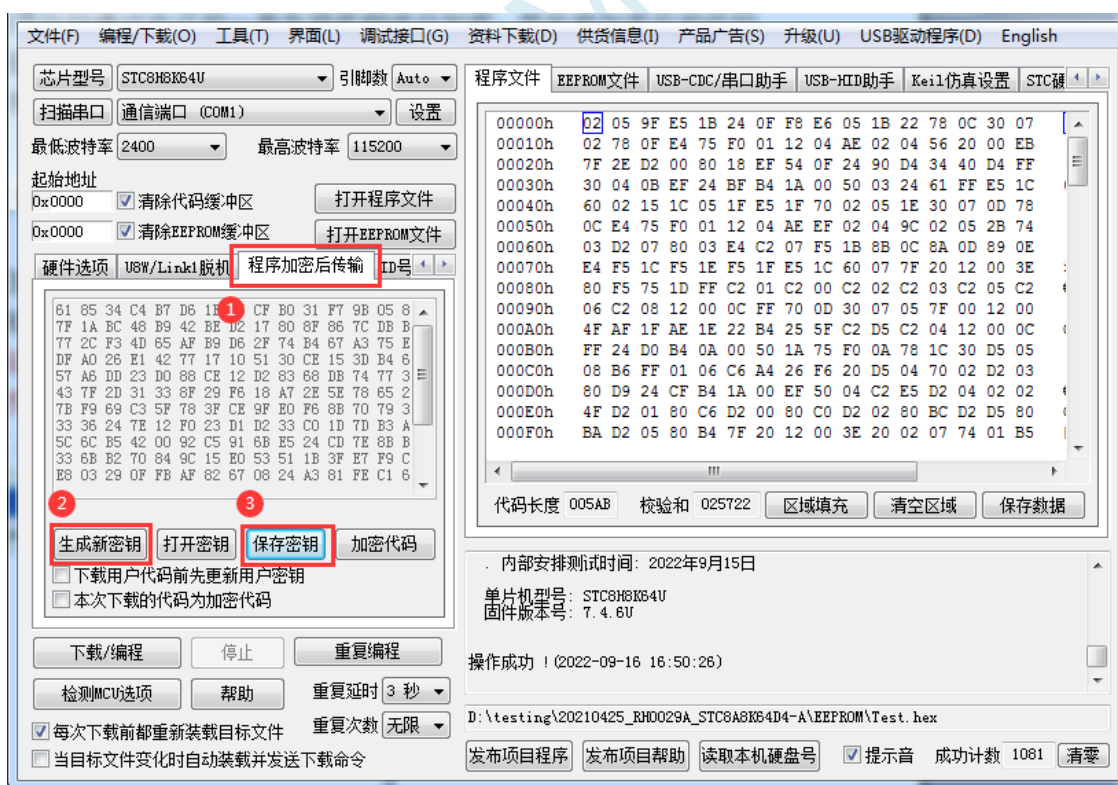 文件(F) 编程/下载(O) 工具(T) 界面(L) 调试接口(G) 资料下载(D) 供货信息(I) 产品广告(S) 升级(U) USB驱动程序(D) English
芯片型号 STC8H8K64U 引脚数 Auto
扫描串口 通信端口 (COM1) 设置
最低波特率 2400 最高波特率 115200
起始地址
0x0000 清除代码缓冲区 打开程序文件
0x0000 清除EEPROM缓冲区 打开EEPROM文件
硬件选项 U8W/Link1脱机 程序加密后传输 ID号
1
61 85 34 C4 B7 D6 CF B0 31 F7 9B 05 8
7F 1A BC 48 B9 42 BE D2 17 80 8F 86 7C DB B
77 2C F3 4D 65 AF B9 D6 2F 74 B4 67 A3 75 E
DF A0 26 E1 42 77 17 10 51 30 CE 15 3D B4 6
57 A6 DD 23 D0 88 CE 12 D2 83 68 DB 74 77 3
43 7F 2D 31 33 8F 29 F6 18 A7 2E 5E 78 65 2
7B F9 69 C3 5F 78 3F CE 9F E0 F6 8B 70 79 3
33 36 24 7E 12 F0 23 D1 D2 33 C0 1D 7D B3 A
5C 6C B5 42 00 92 C5 91 6B E5 24 CD 7E 8B B
33 6B B2 70 84 9C 15 E0 53 51 1B 3F E7 F9 C
E8 03 29 0F FB AF 82 67 08 24 A3 81 FE C1 6
2 3
生成新密钥 打开密钥 保存密钥 加密代码
下载用户代码前先更新用户密钥
本次下载的代码为加密代码
下载/编程 停止 重复编程
检测MCU选项 帮助 重复延时 3 秒
每次下载前都重新装载目标文件 重复次数 无限
当目标文件变化时自动装载并发送下载命令
程序文件 EEPROM文件 USB-CDC/串口助手 USB-HID助手 Keil仿真设置 STC硬
00000h 02 05 9F E5 1B 24 0F F8 E6 05 1B 22 78 0C 30 07
00010h 02 78 0F E4 75 F0 01 12 04 AE 02 04 56 20 00 EB
00020h 7F 2E D2 00 80 18 EF 54 0F 24 90 D4 34 40 D4 FF
00030h 30 04 0B EF 24 BF B4 1A 00 50 03 24 61 FF E5 1C
00040h 60 02 15 1C 05 1F E5 1F 70 02 05 1E 30 07 0D 78
00050h 0C E4 75 F0 01 12 04 AE EF 04 9C 02 05 2B 74
00060h 03 D2 07 80 03 E4 C2 07 F5 1B 8B 0C 8A 0D 89 0E
00070h E4 F5 1C F5 1E F5 1F E5 1C 60 07 7F 20 12 00 3E
00080h 80 F5 75 1D FF C2 01 C2 00 C2 02 C2 03 C2 05 C2
00090h 06 C2 08 12 00 0C FF 70 0D 30 07 05 7F 00 12 00
000A0h 4F AF 1F AE 1E 22 B4 25 5F C2 D5 C2 04 12 00 0C
000B0h FF 24 D0 B4 0A 00 50 1A 75 F0 0A 78 1C 30 D5 05
000C0h 08 B6 FF 01 06 C6 A4 26 F6 20 D5 04 70 02 D2 03
000D0h 80 D9 24 CF B4 1A 00 EF 50 04 C2 E5 D2 04 02 02
000E0h 4F D2 01 80 C6 D2 00 80 C0 D2 02 80 BC D2 D5 80
000F0h BA D2 05 80 B4 7F 20 12 00 3E 20 02 07 74 01 B5
代码长度 005AB 校验和 025722 区域填充 清空区域 保存数据
. 内部安排测试时间: 2022年9月15日
单片机型号: STC8H8K64U
固件版本号: 7.4.6U
操作成功 !(2022-09-16 16:50:26)
D:\testing\20210425_RH0029A_STC8A8K64D4-A\EEPROM\Test.hex
发布项目程序 发布项目帮助 读取本机硬盘号 提示音 成功计数 1081 清零